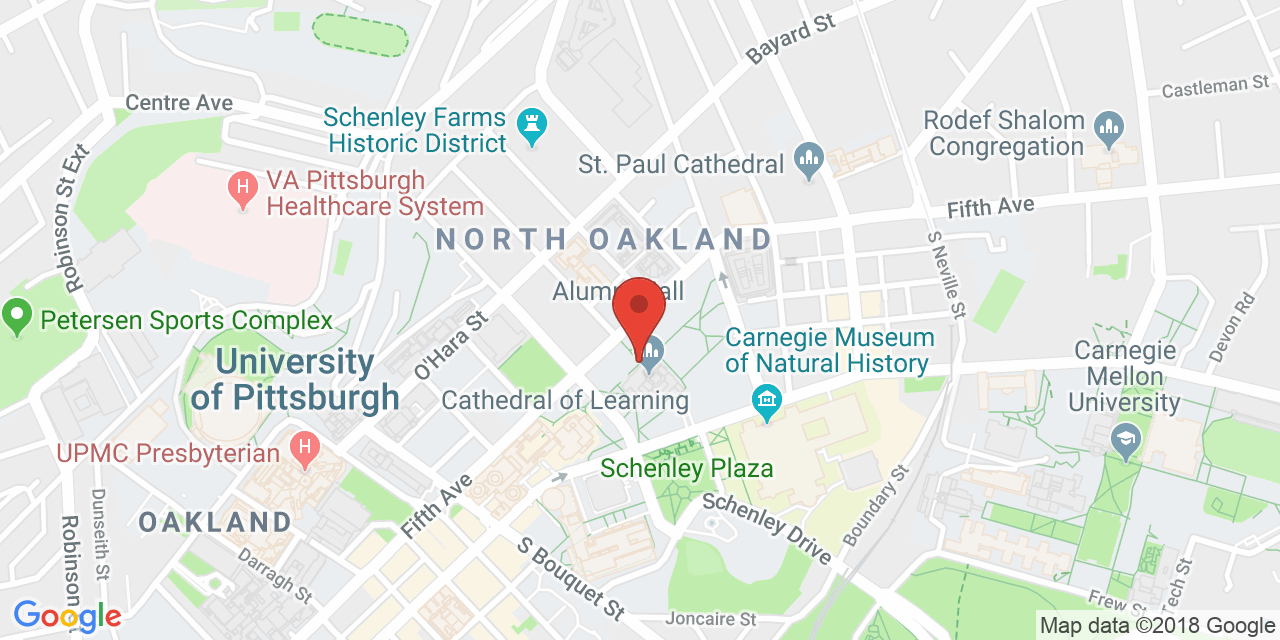 Bayard St
Castleman St
Centre Ave
Schenley Farms
Historic District
Rodef Shalom
Congregation
St. Paul Cathedral
Robinson St Ext
H
VA Pittsburgh
Healthcare System
Fifth Ave
NORTH OAKLAND
S Neville St
Devon Rd
Petersen Sports Complex
O'Hara St
Carnegie Museum
of Natural History
University
of Pittsburgh
Carnegie
Mellon
University
Cathedral of Learning
H
UPMC Presbyterian
Schenley Plaza
Fifth Ave
Dunseith St
Robinson
OAKLAND
Schenley Drive
Boundary St
Darragh St
S Bouquet St
Joncaire St
Frew St
Tech St
Google
Map data ©2018 Google